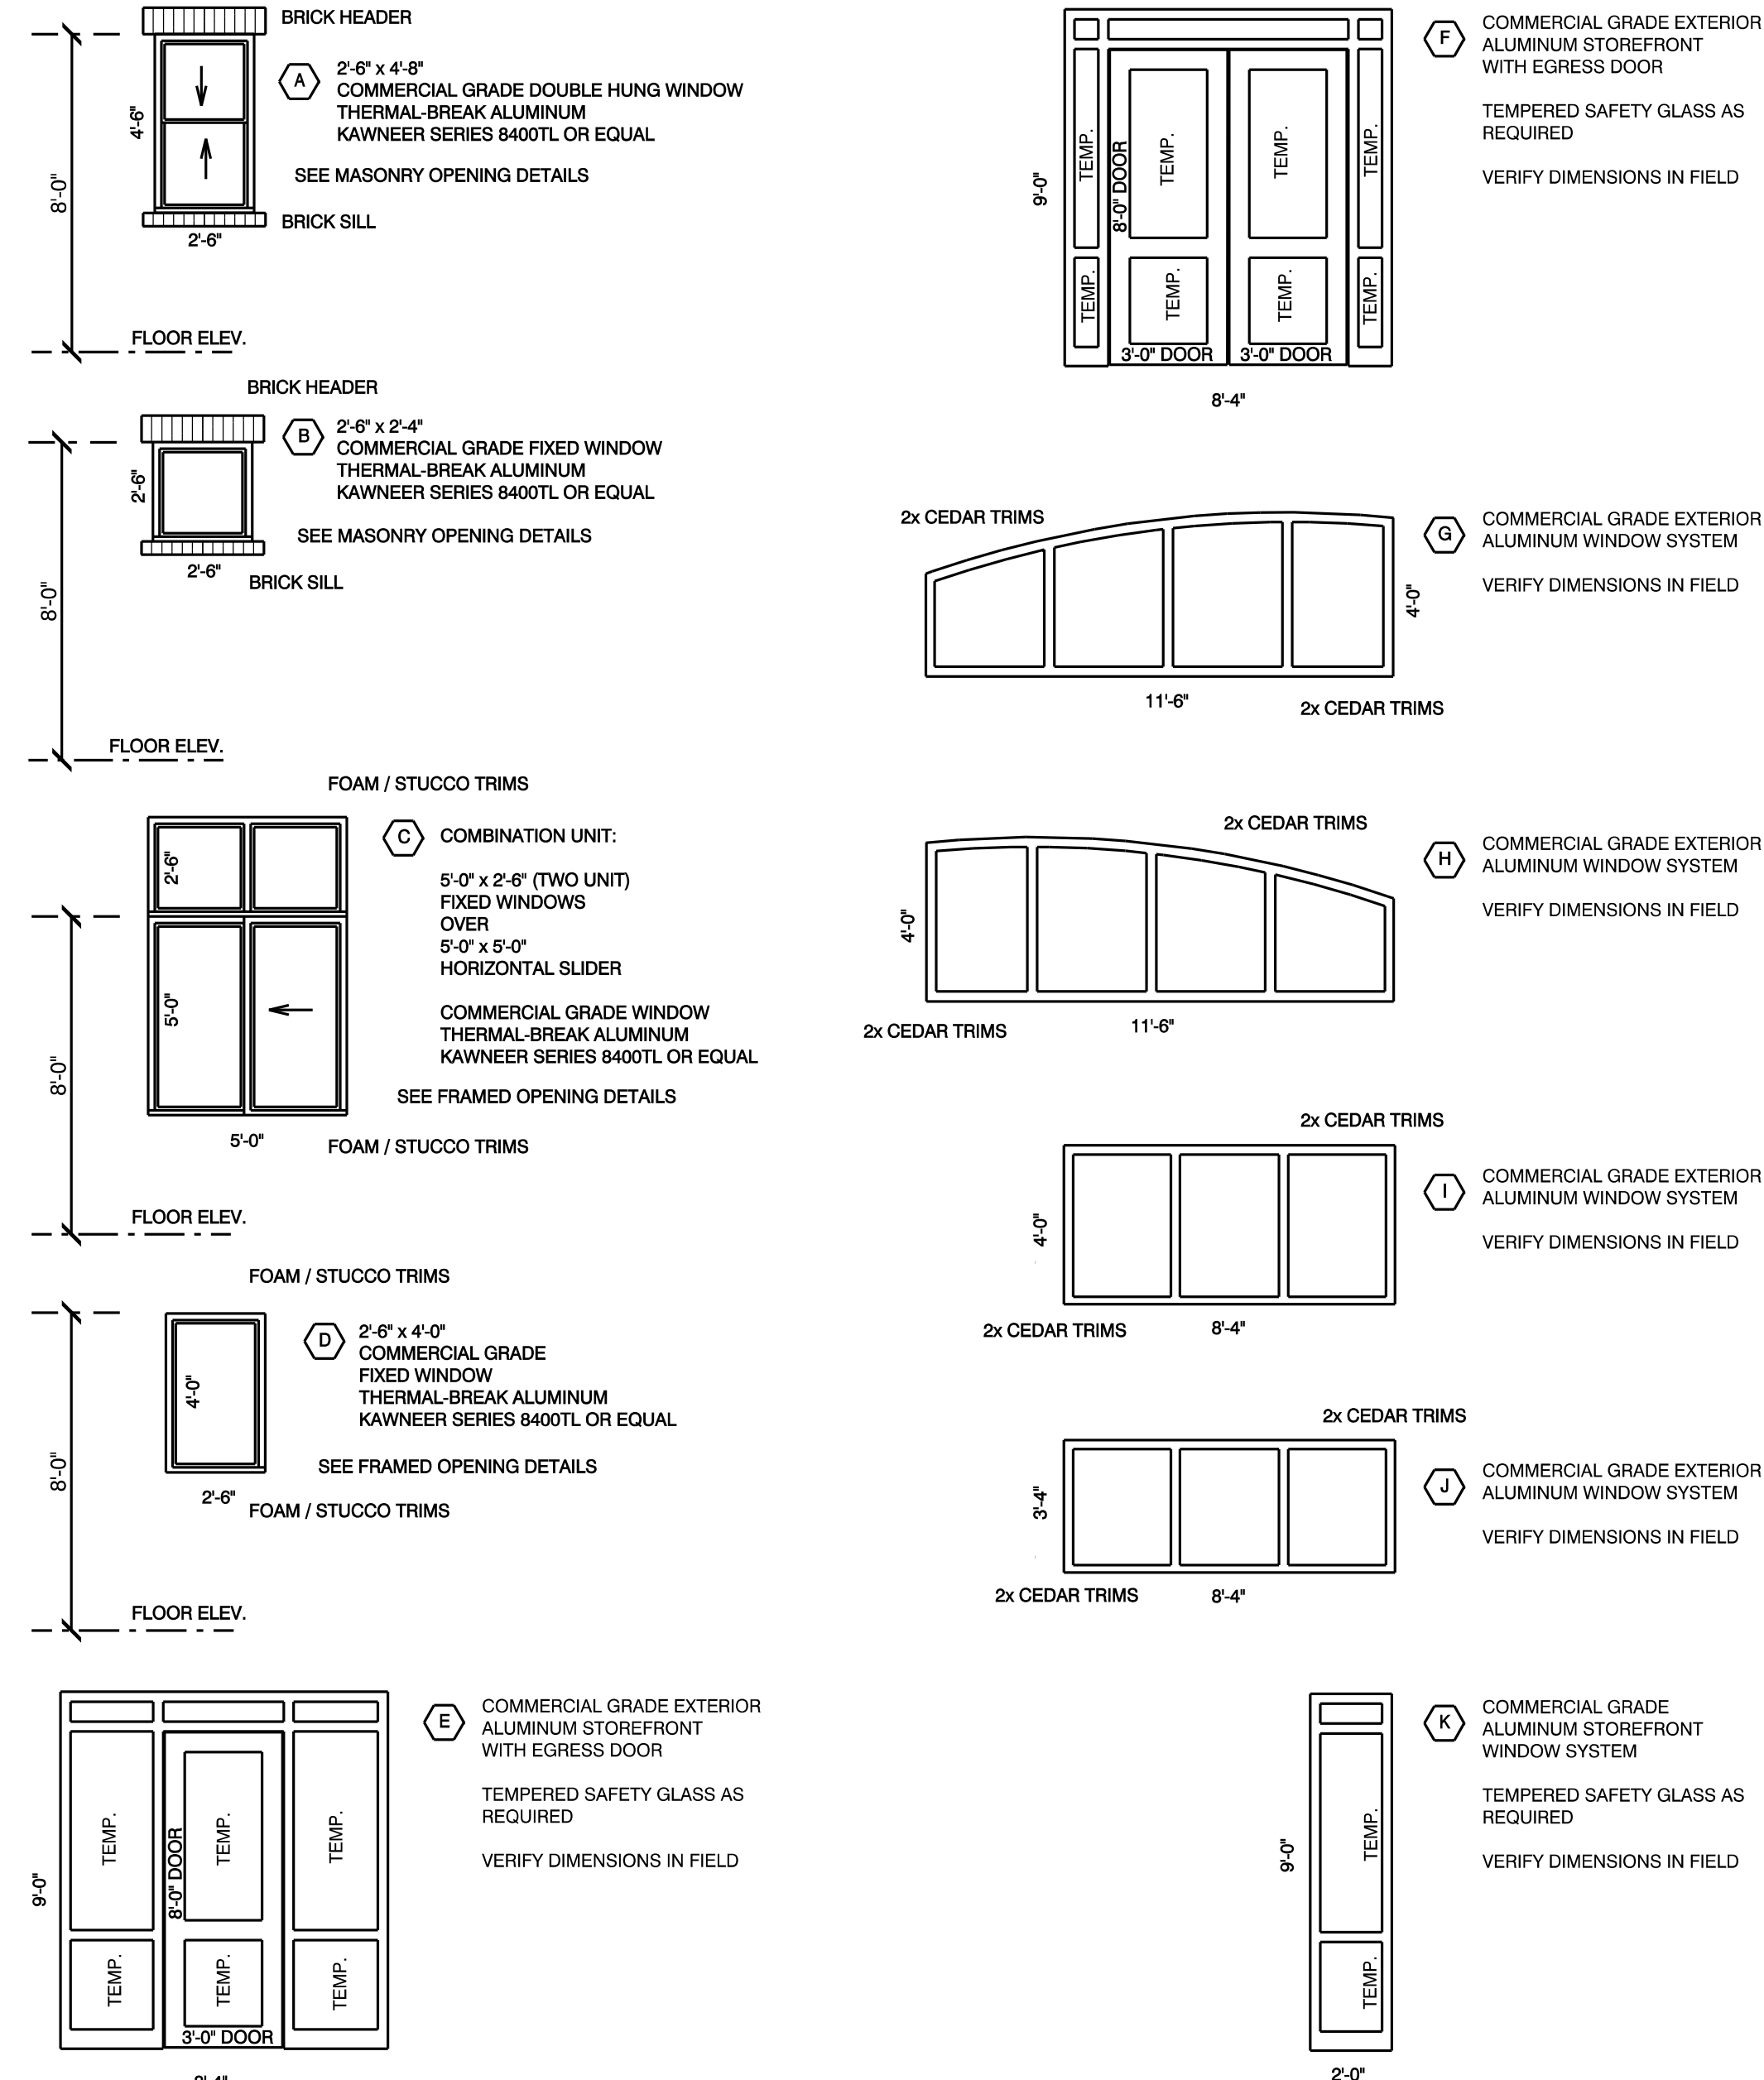 BRICK HEADER
A
2'-6" x 4'-8"
COMMERCIAL GRADE DOUBLE HUNG WINDOW
THERMAL-BREAK ALUMINUM
KAWNEER SERIES 8400TL OR EQUAL
SEE MASONRY OPENING DETAILS
4'-6"
8'-0"
BRICK SILL
2'-6"
FLOOR ELEV.
BRICK HEADER
B
2'-6" x 2'-4"
COMMERCIAL GRADE FIXED WINDOW
THERMAL-BREAK ALUMINUM
KAWNEER SERIES 8400TL OR EQUAL
SEE MASONRY OPENING DETAILS
2'-6"
2'-6"
BRICK SILL
8'-0"
FLOOR ELEV.
FOAM / STUCCO TRIMS
C
COMBINATION UNIT:
5'-0" x 2'-6" (TWO UNIT)
FIXED WINDOWS
OVER
5'-0" x 5'-0"
HORIZONTAL SLIDER
COMMERCIAL GRADE WINDOW
THERMAL-BREAK ALUMINUM
KAWNEER SERIES 8400TL OR EQUAL
SEE FRAMED OPENING DETAILS
2'-6"
5'-0"
8'-0"
5'-0"
FOAM / STUCCO TRIMS
FLOOR ELEV.
FOAM / STUCCO TRIMS
D
2'-6" x 4'-0"
COMMERCIAL GRADE
FIXED WINDOW
THERMAL-BREAK ALUMINUM
KAWNEER SERIES 8400TL OR EQUAL
SEE FRAMED OPENING DETAILS
4'-0"
8'-0"
2'-6"
FOAM / STUCCO TRIMS
FLOOR ELEV.
E
COMMERCIAL GRADE EXTERIOR
ALUMINUM STOREFRONT
WITH EGRESS DOOR
TEMPERED SAFETY GLASS AS
REQUIRED
VERIFY DIMENSIONS IN FIELD
9'-0"
TEMP.
8'-0" DOOR
TEMP.
TEMP.
TEMP.
TEMP.
TEMP.
3'-0" DOOR
F
COMMERCIAL GRADE EXTERIOR
ALUMINUM STOREFRONT
WITH EGRESS DOOR
TEMPERED SAFETY GLASS AS
REQUIRED
VERIFY DIMENSIONS IN FIELD
9'-0"
TEMP.
8'-0" DOOR
TEMP.
TEMP.
TEMP.
TEMP.
TEMP.
TEMP.
TEMP.
3'-0" DOOR
3'-0" DOOR
8'-4"
2x CEDAR TRIMS
G
COMMERCIAL GRADE EXTERIOR
ALUMINUM WINDOW SYSTEM
VERIFY DIMENSIONS IN FIELD
4'-0"
11'-6"
2x CEDAR TRIMS
2x CEDAR TRIMS
H
COMMERCIAL GRADE EXTERIOR
ALUMINUM WINDOW SYSTEM
VERIFY DIMENSIONS IN FIELD
4'-0"
2x CEDAR TRIMS
11'-6"
2x CEDAR TRIMS
I
COMMERCIAL GRADE EXTERIOR
ALUMINUM WINDOW SYSTEM
VERIFY DIMENSIONS IN FIELD
4'-0"
2x CEDAR TRIMS
8'-4"
2x CEDAR TRIMS
J
COMMERCIAL GRADE EXTERIOR
ALUMINUM WINDOW SYSTEM
VERIFY DIMENSIONS IN FIELD
3'-4"
2x CEDAR TRIMS
8'-4"
K
COMMERCIAL GRADE
ALUMINUM STOREFRONT
WINDOW SYSTEM
TEMPERED SAFETY GLASS AS
REQUIRED
VERIFY DIMENSIONS IN FIELD
9'-0"
TEMP.
TEMP.
2'-0"